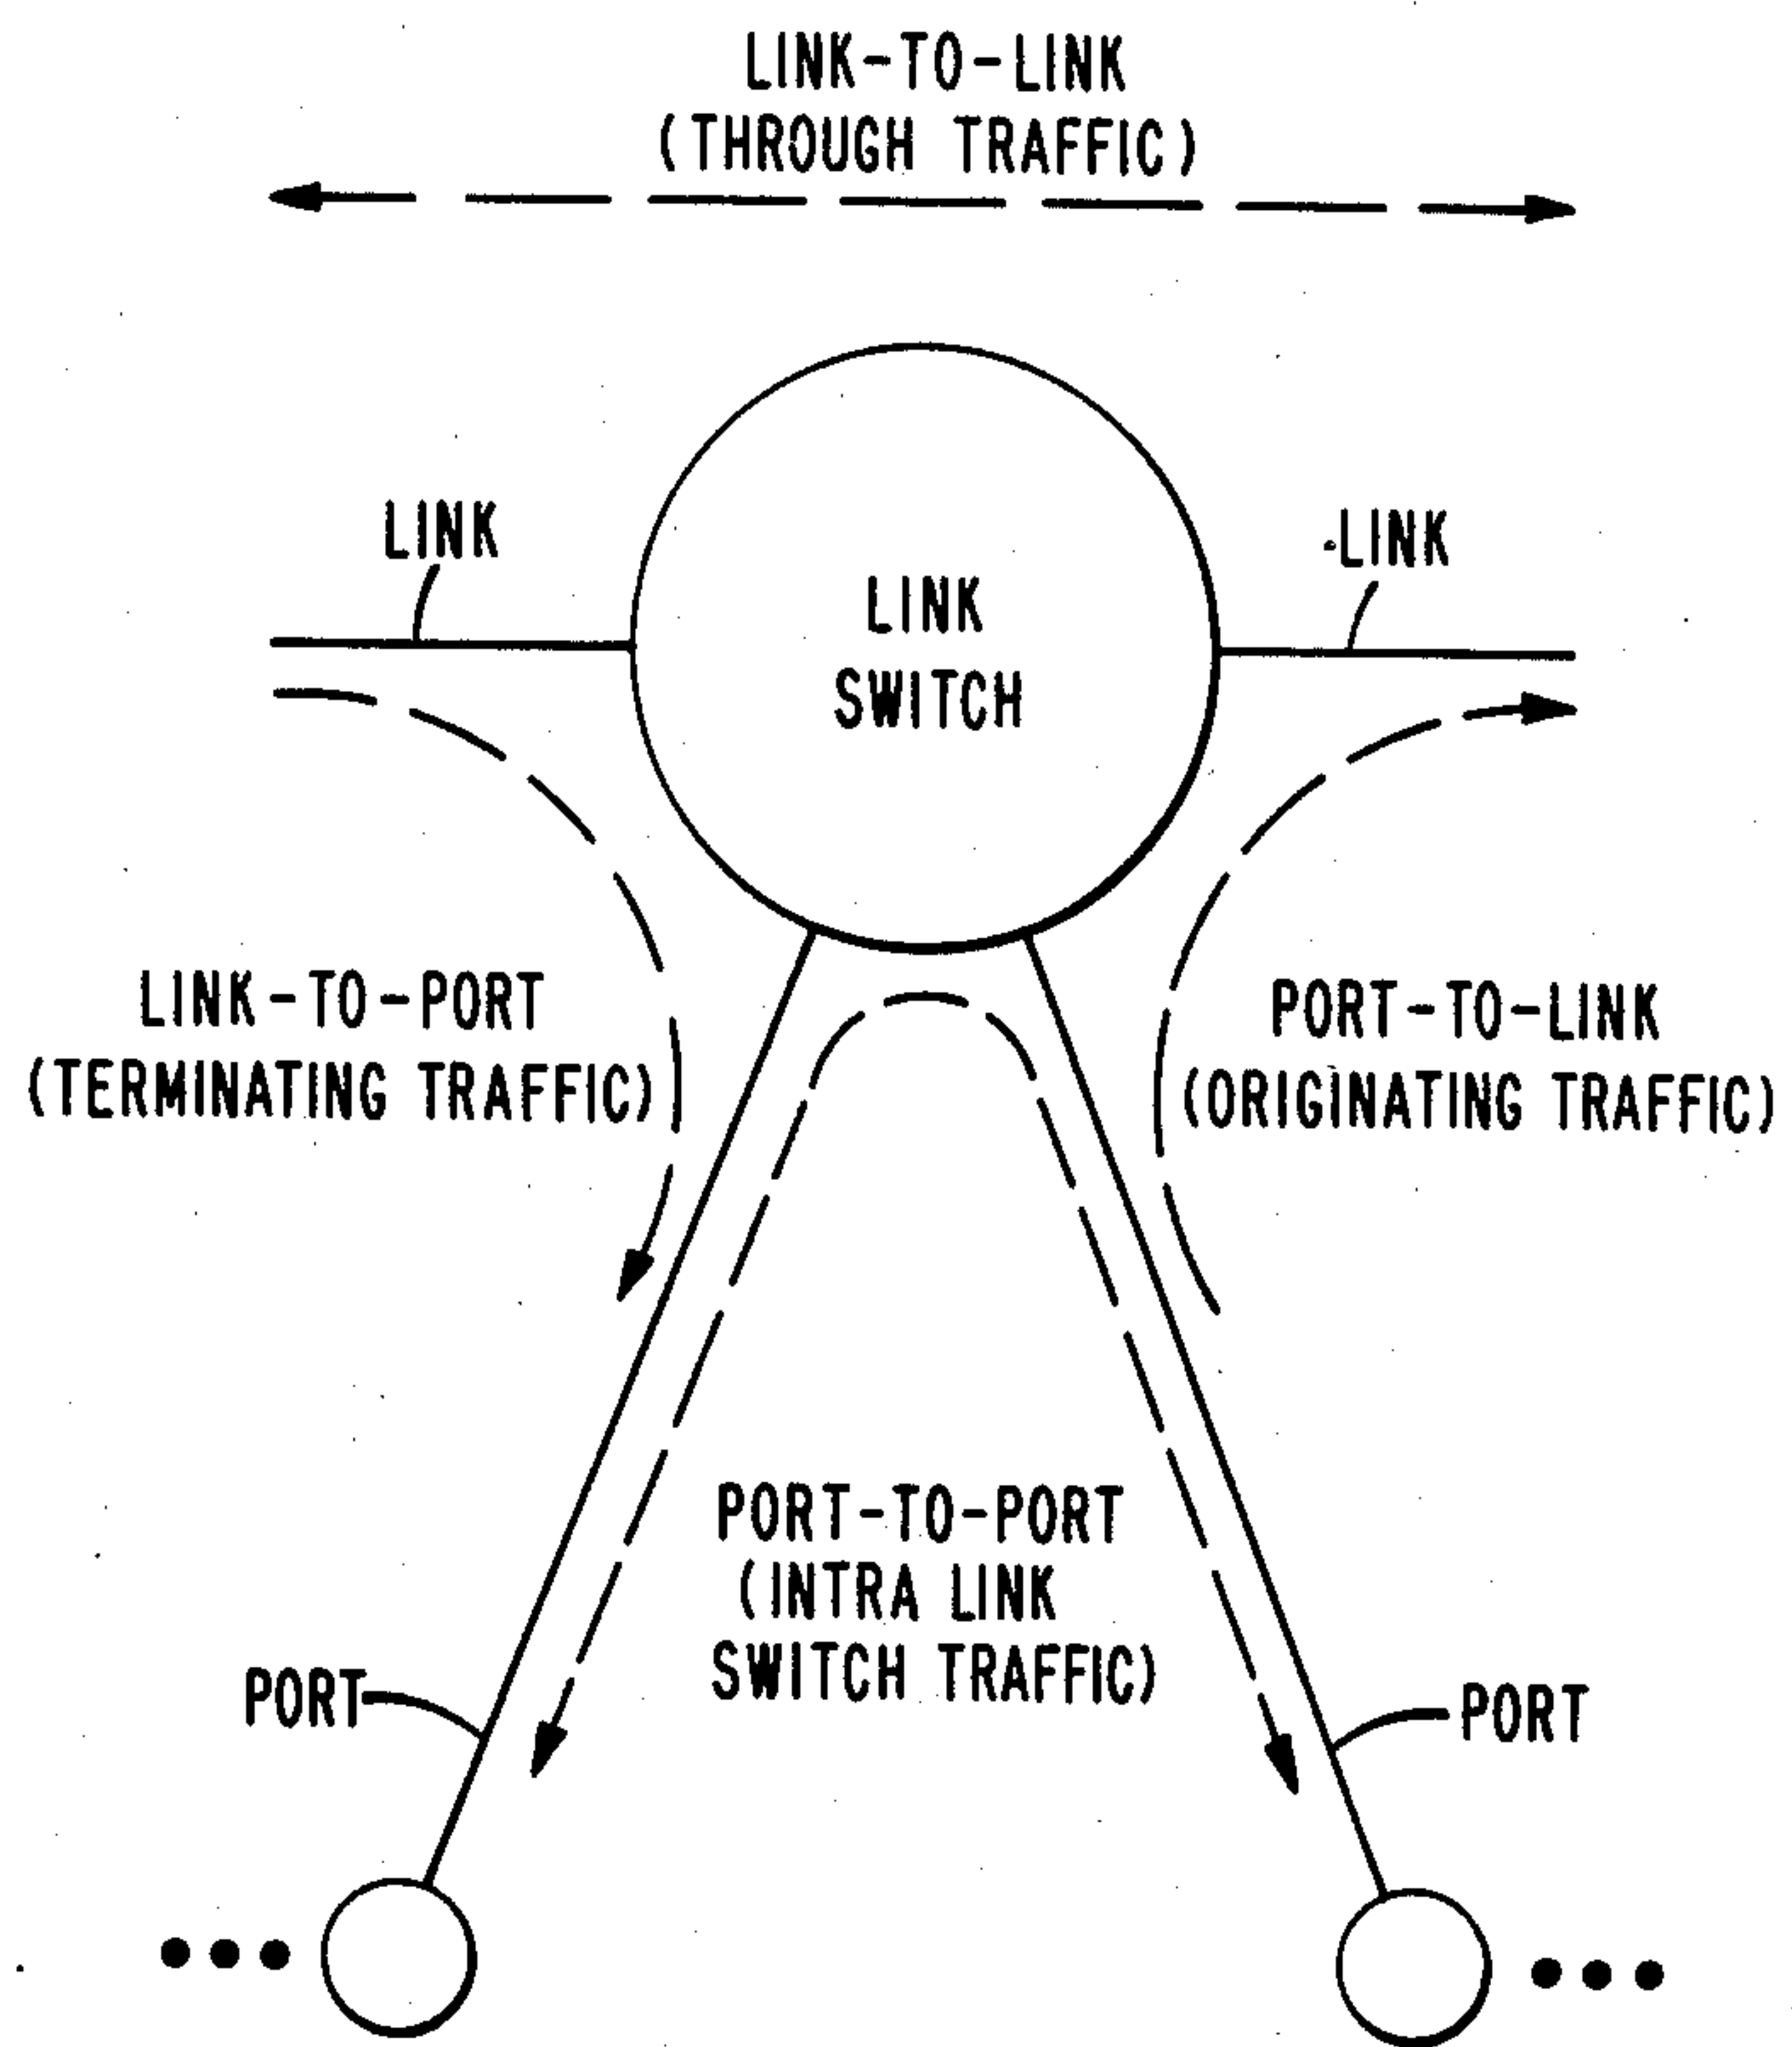 LINK-TO-LINK
(THROUGH TRAFFIC)
LINK
LINK
LINK
SWITCH
LINK-TO-PORT
(TERMINATING TRAFFIC)
PORT-TO-LINK
(ORIGINATING TRAFFIC)
PORT-TO-PORT
(INTRA LINK
SWITCH TRAFFIC)
PORT
PORT